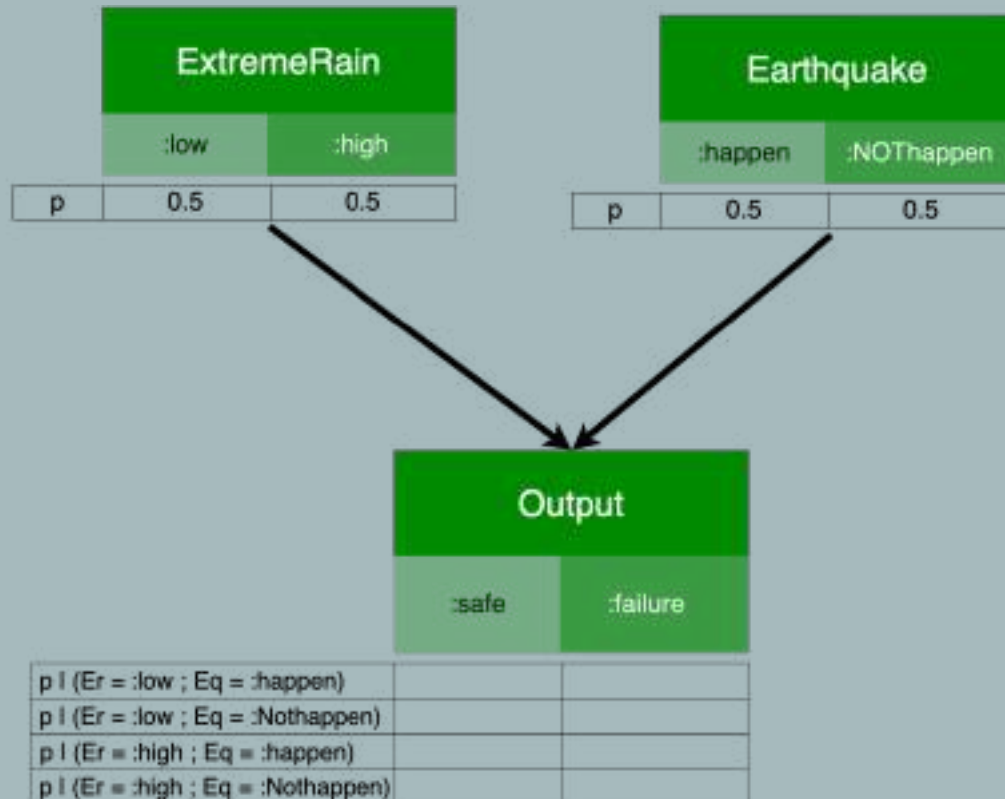 ExtremeRain
:low :high
p 0.5 0.5
Earthquake
:happen :NOThappen
p 0.5 0.5
Output
:safe :failure
p I (Er = :low ; Eq = :happen)
p I (Er = :low ; Eq = :Nothappen)
p I (Er = :high ; Eq = :happen)
p I (Er = :high ; Eq = :Nothappen)